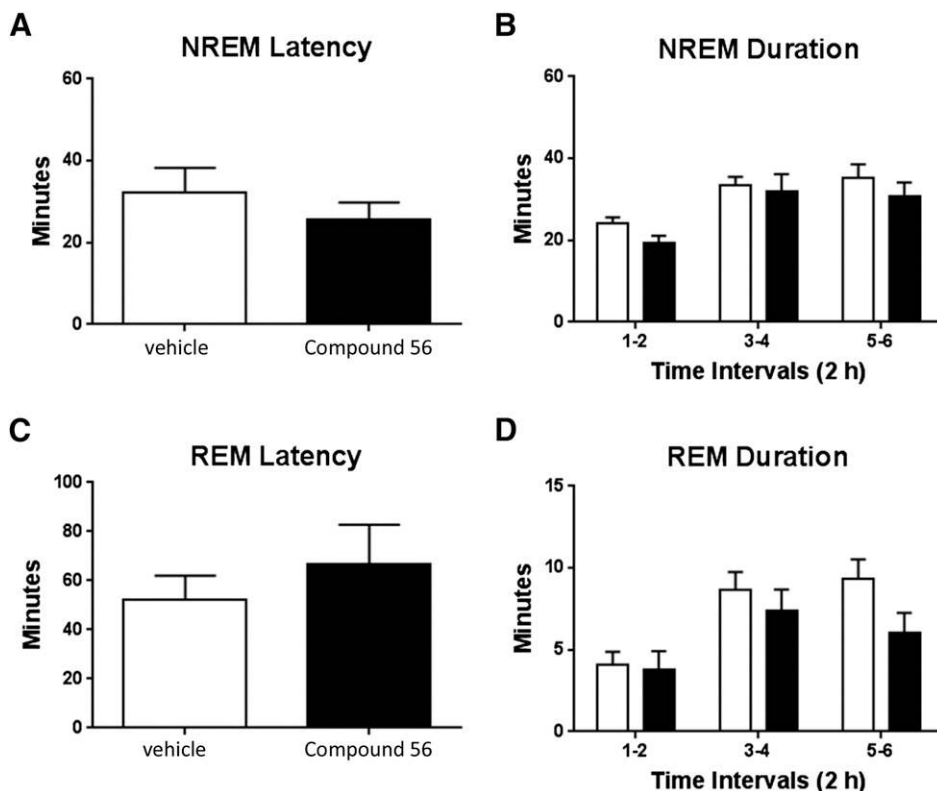 A
NREM Latency
Minutes
60
40
20
0
vehicle
Compound 56
B
NREM Duration
Minutes
60
40
20
0
1-2
3-4
5-6
Time Intervals (2 h)
C
REM Latency
Minutes
100
80
60
40
20
0
vehicle
Compound 56
D
REM Duration
Minutes
15
10
5
0
1-2
3-4
5-6
Time Intervals (2 h)